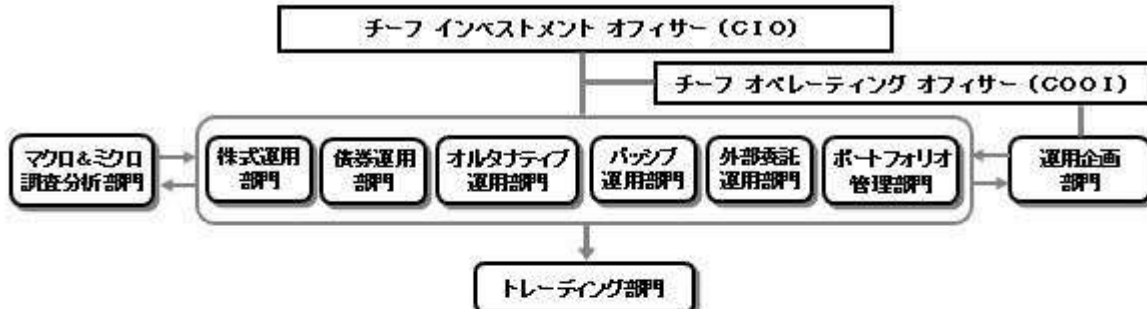 チーフ インベストメント オフィサー (CIO)
チーフ オペレーティング オフィサー (COOI)
マクロ&ミクロ
調査分析部門
株式運用
部門
債券運用
部門
オルタナティブ
運用部門
パッシブ
運用部門
外部委託
運用部門
ポートフォリオ
管理部門
運用企画
部門
トレーディング部門